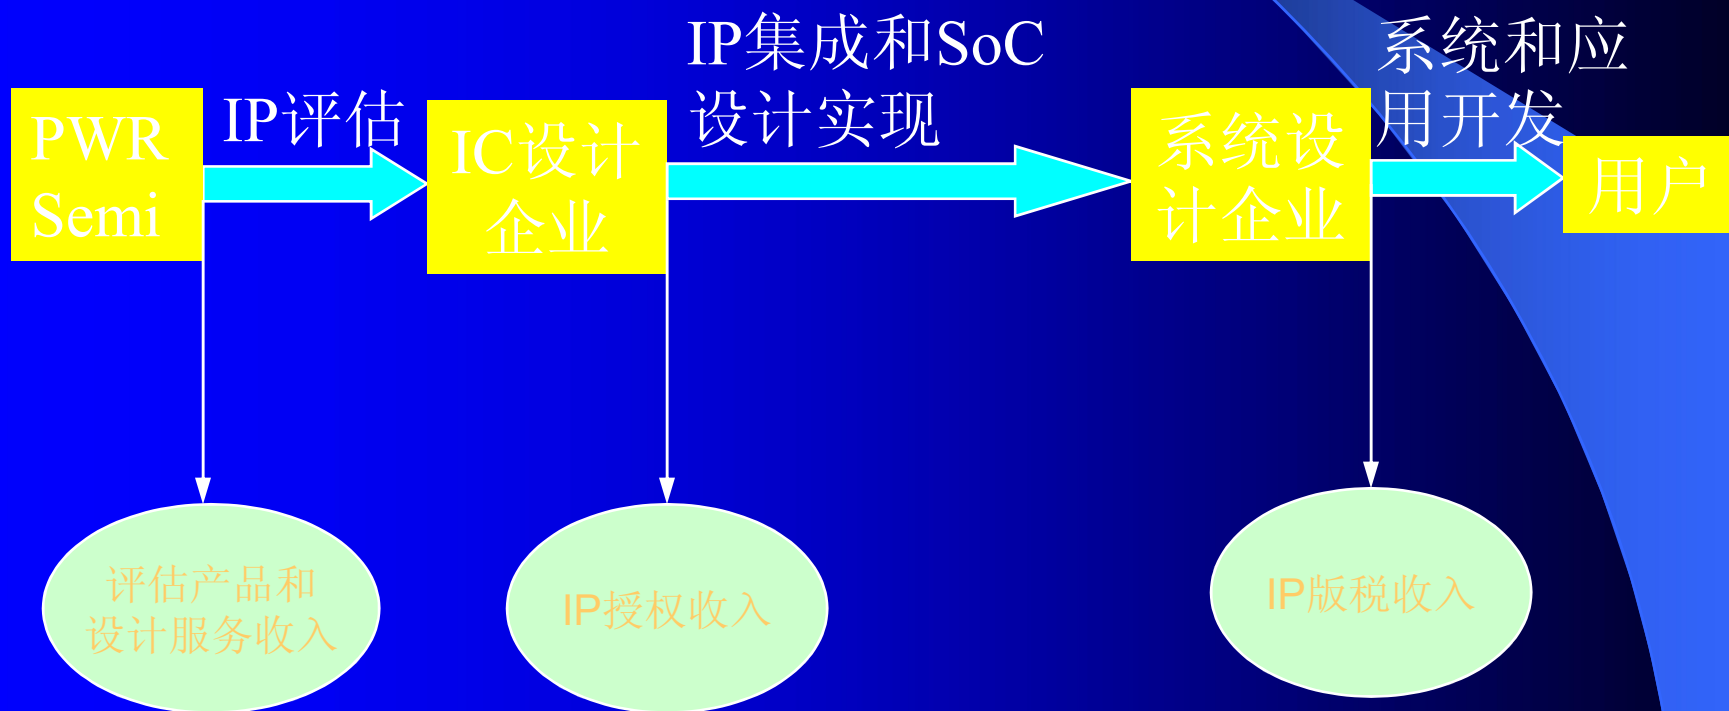 PWR
Semi
IP评估
IC设计
企业
IP集成和SoC
设计实现
系统设
计企业
系统和应
用开发
用户
评估产品和
设计服务收入
IP授权收入
IP版税收入